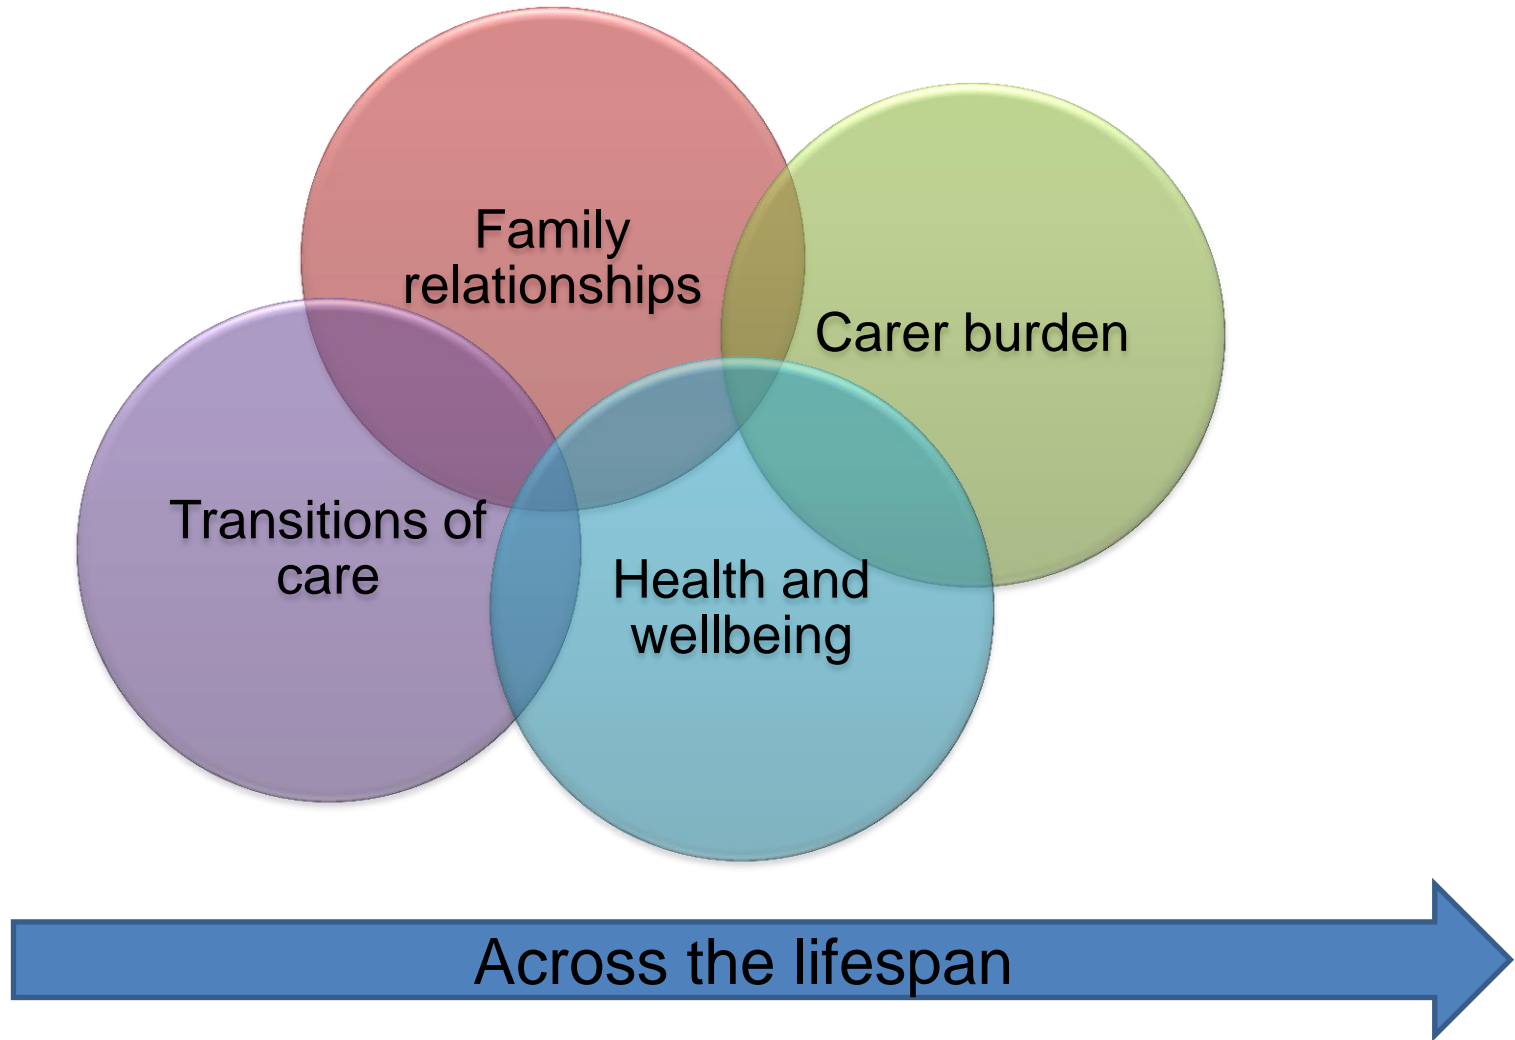 Family
relationships
Carer burden
Transitions of
care
Health and
wellbeing
Across the lifespan